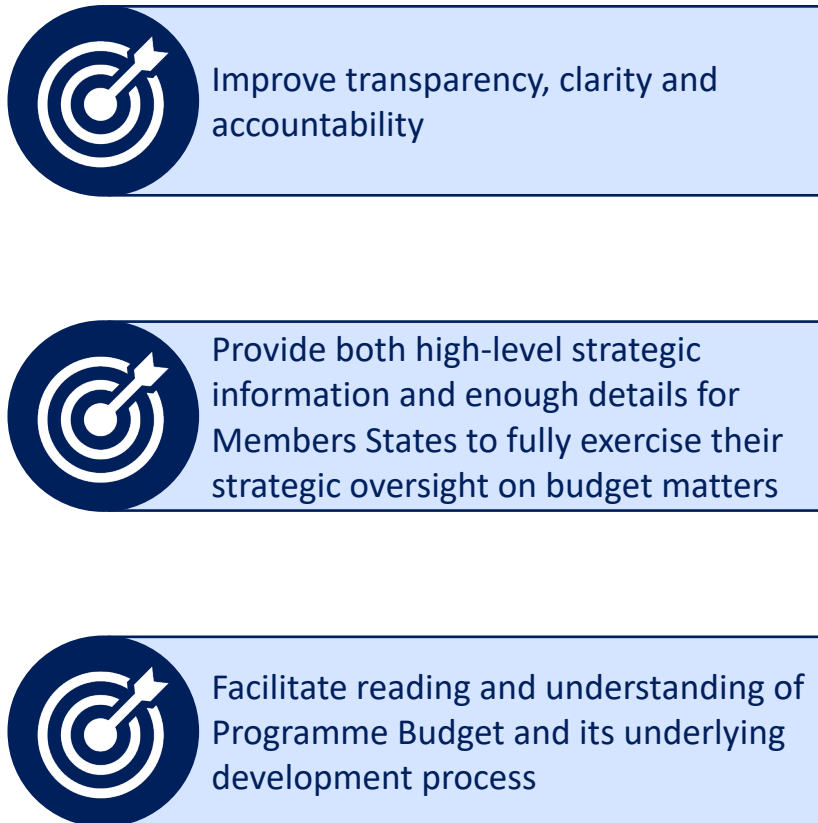 Improve transparency, clarity and
accountability
Provide both high-level strategic
information and enough details for
Members States to fully exercise their
strategic oversight on budget matters
Facilitate reading and understanding of
Programme Budget and its underlying
development process